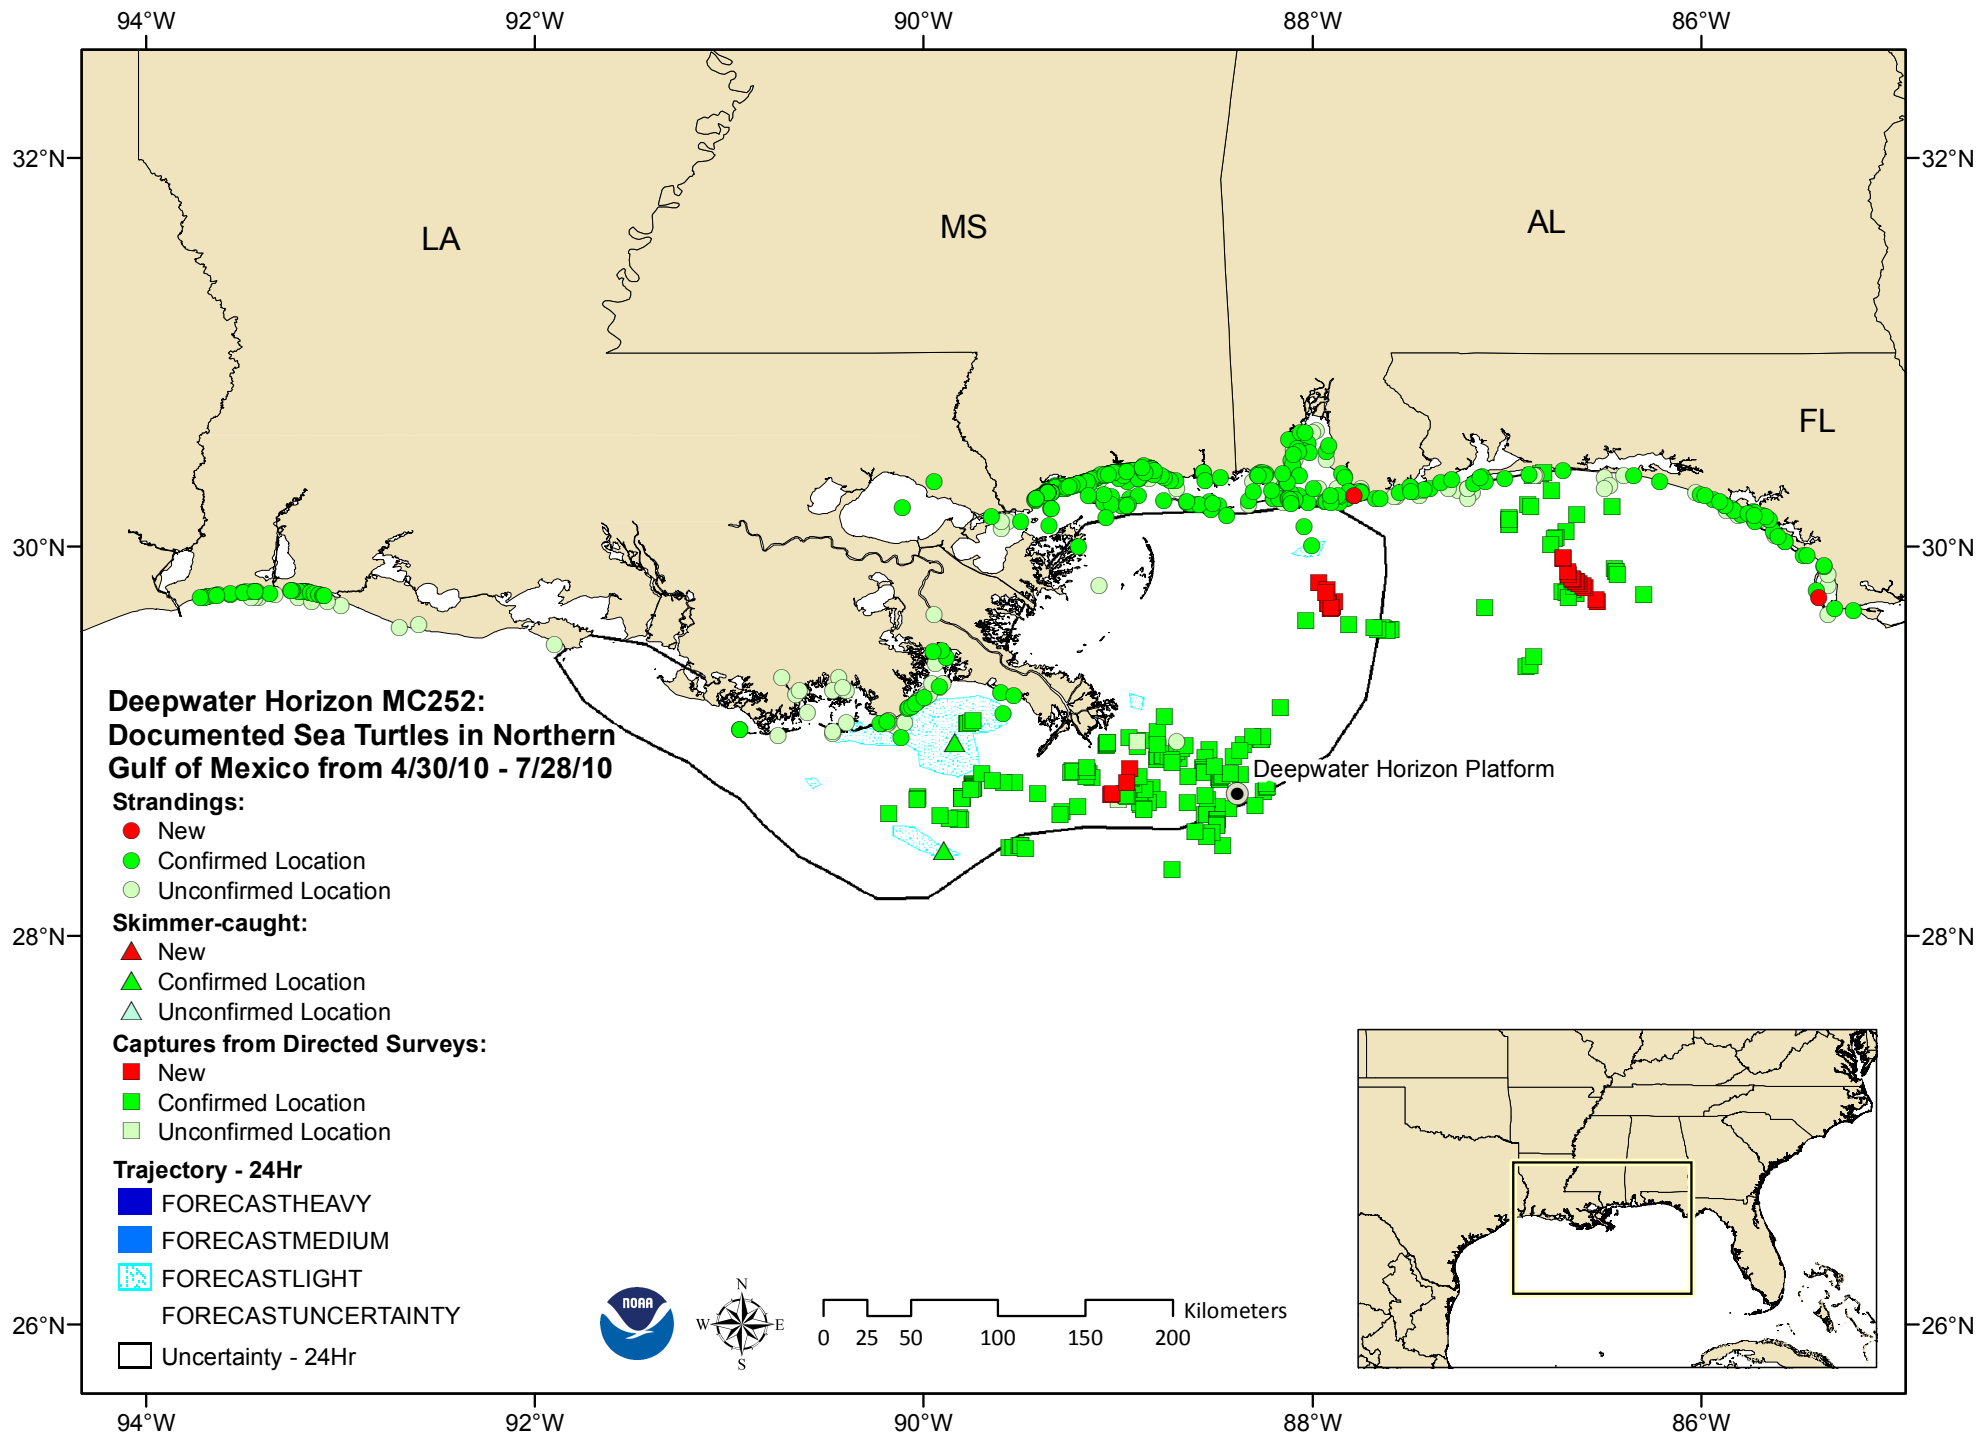 94°W 92°W 90°W 88°W 86°W
32°N 32°N
LA MS AL
FL
30°N 30°N
Deepwater Horizon MC252:
Documented Sea Turtles in Northern
Gulf of Mexico from 4/30/10 - 7/28/10
Deepwater Horizon Platform
Strandings:
New
Confirmed Location
Unconfirmed Location
Skimmer-caught:
New
28°N 28°N
Confirmed Location
Unconfirmed Location
Captures from Directed Surveys:
New
Confirmed Location
Unconfirmed Location
Trajectory - 24Hr
FORECASTHEAVY
FORECASTMEDIUM
FORECASTLIGHT
FORECASTUNCERTAINTY
Uncertainty - 24Hr
NOAA
N
W E
S
Kilometers
0 25 50 100 150 200
26°N 26°N
94°W 92°W 90°W 88°W 86°W